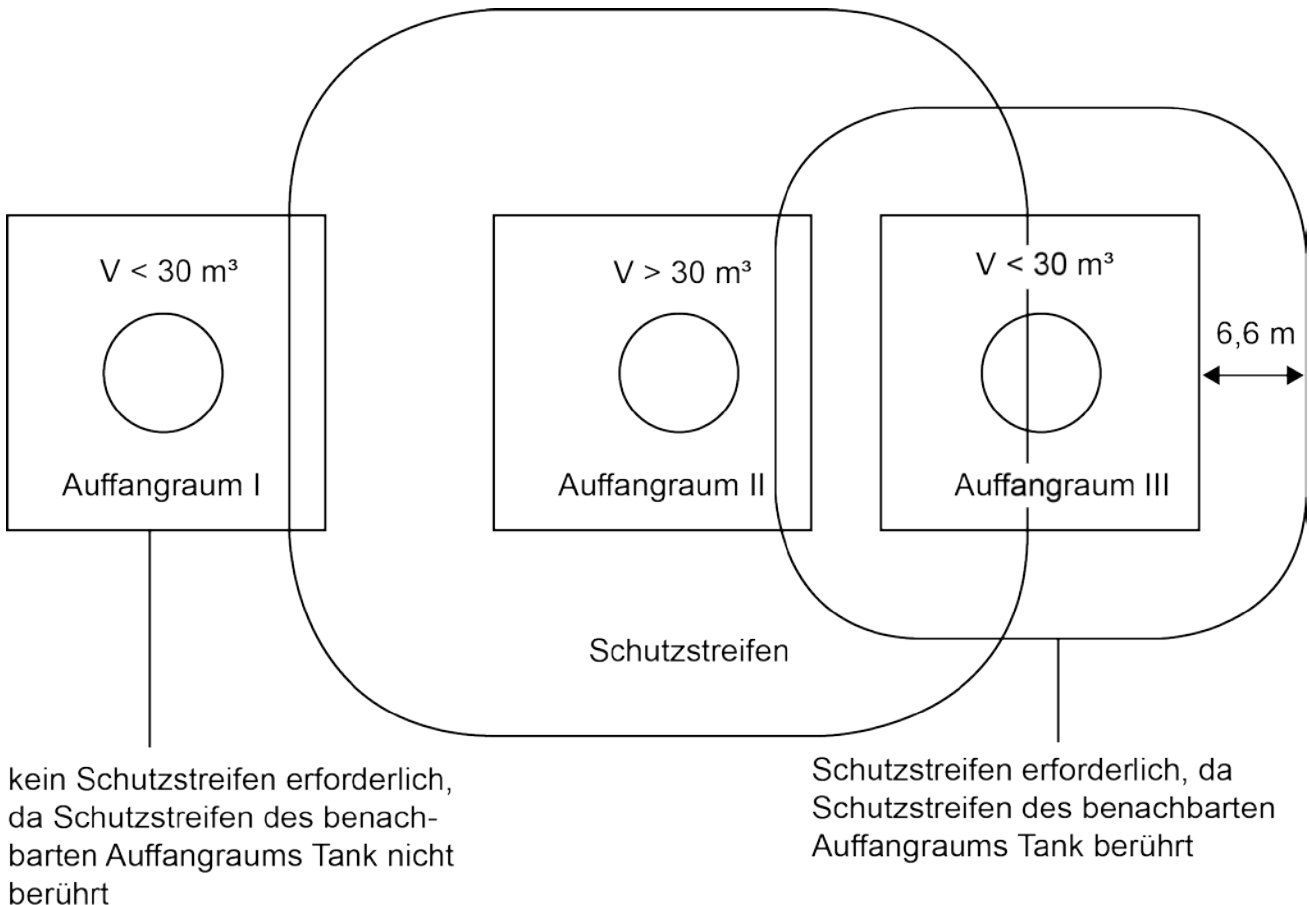 V < 30 m³
V > 30 m³
V < 30 m³
6,6 m
Auffangraum I
Auffangraum II
Auffangraum III
Schutzstreifen
kein Schutzstreifen erforderlich,
da Schutzstreifen des benach-
barten Auffangraums Tank nicht
berührt
Schutzstreifen erforderlich, da
Schutzstreifen des benachbarten
Auffangraums Tank berührt